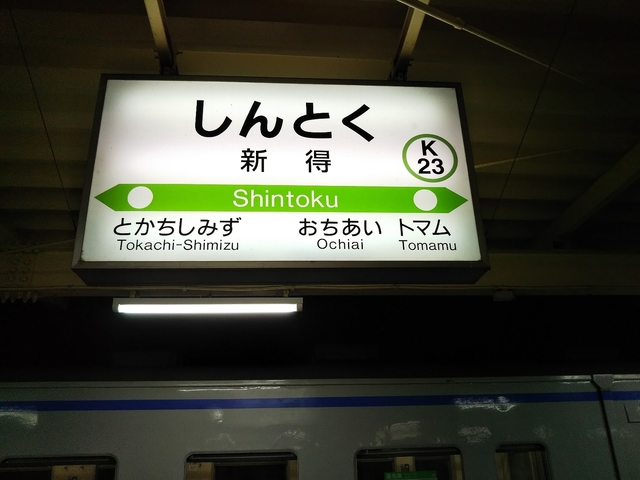 しんとく
新 得
K
23
Shintoku
とかちしみず おちあい トマム
Tokachi-Shimizu Ochiai Tomamu